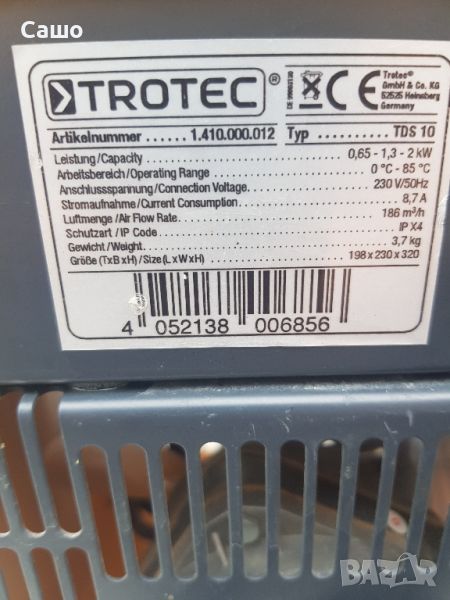 Сашо
TROTEC®
Trotec®
GmbH & Co. KG
52525 Heinsberg
Germany
Artikelnummer ...... 1.410.000.012
Typ .......... TDS 10
Leistung/Capacity 0,65 - 1,3 - 2 kW
Arbeitsbereich/Operating Range 0 °C - 85 °C
Anschlussspannung/Connection Voltage. 230 V/50Hz
Stromaufnahme/Current Consumption 8,7 A
Luftmenge/Air Flow Rate 186 m³/h
Schutzart/IP Code IP X4
Gewicht/Weight 3,7 kg
Größe (TxBxH)/Size(LxWxH) 198 x 230 x 320
4 052138 006856
BAZAR